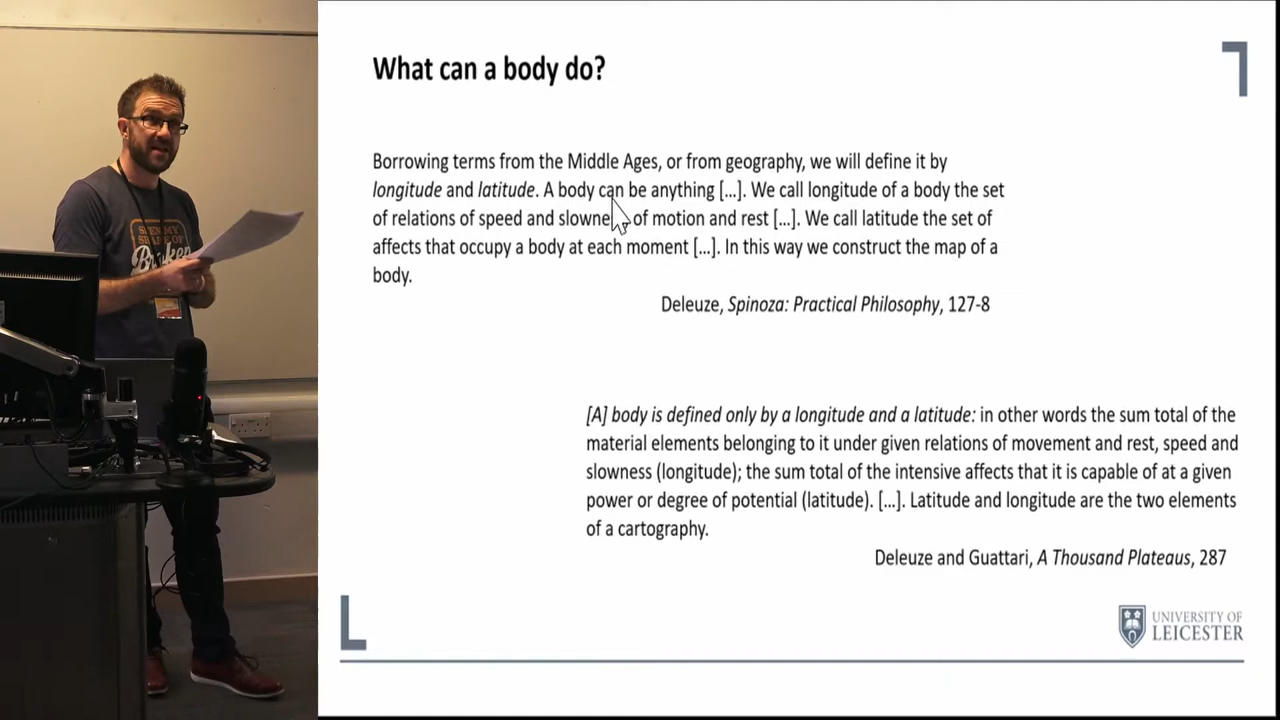 What can a body do?
Borrowing terms from the Middle Ages, or from geography, we will define it by
longitude and latitude. A body can be anything […]. We call longitude of a body the set
of relations of speed and slowne of motion and rest […]. We call latitude the set of
affects that occupy a body at each moment […]. In this way we construct the map of a
body.
Deleuze, Spinoza: Practical Philosophy, 127-8
[A] body is defined only by a longitude and a latitude: in other words the sum total of the
material elements belonging to it under given relations of movement and rest, speed and
slowness (longitude); the sum total of the intensive affects that it is capable of at a given
power or degree of potential (latitude). […]. Latitude and longitude are the two elements
of a cartography.
Deleuze and Guattari, A Thousand Plateaus, 287
UNIVERSITY OF
LEICESTER